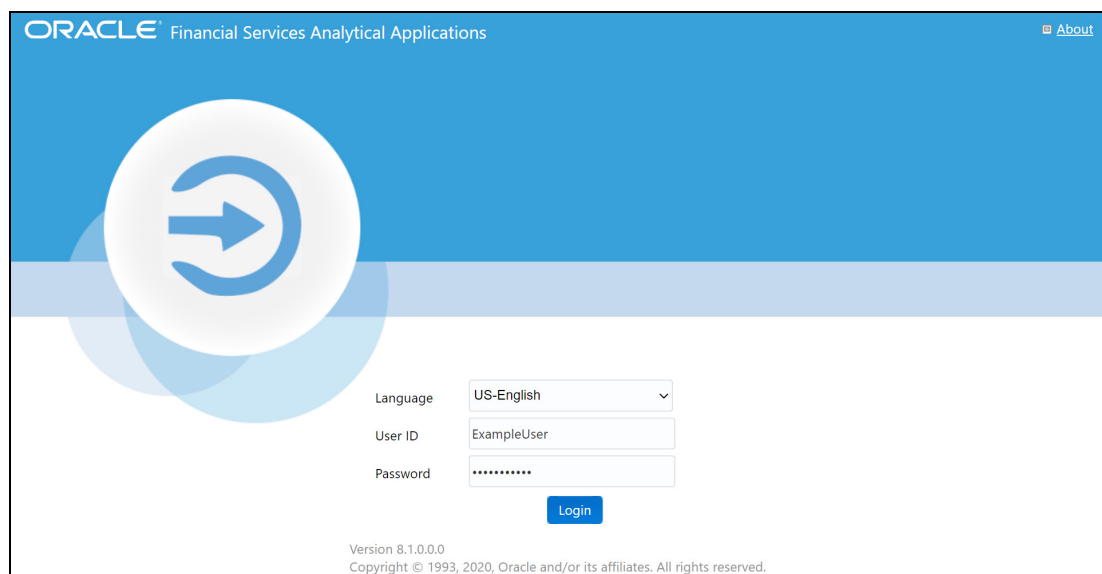 ORACLE® Financial Services Analytical Applications
About
Language US-English
User ID ExampleUser
Password •••••••••••
Login
Version 8.1.0.0.0
Copyright © 1993, 2020, Oracle and/or its affiliates. All rights reserved.